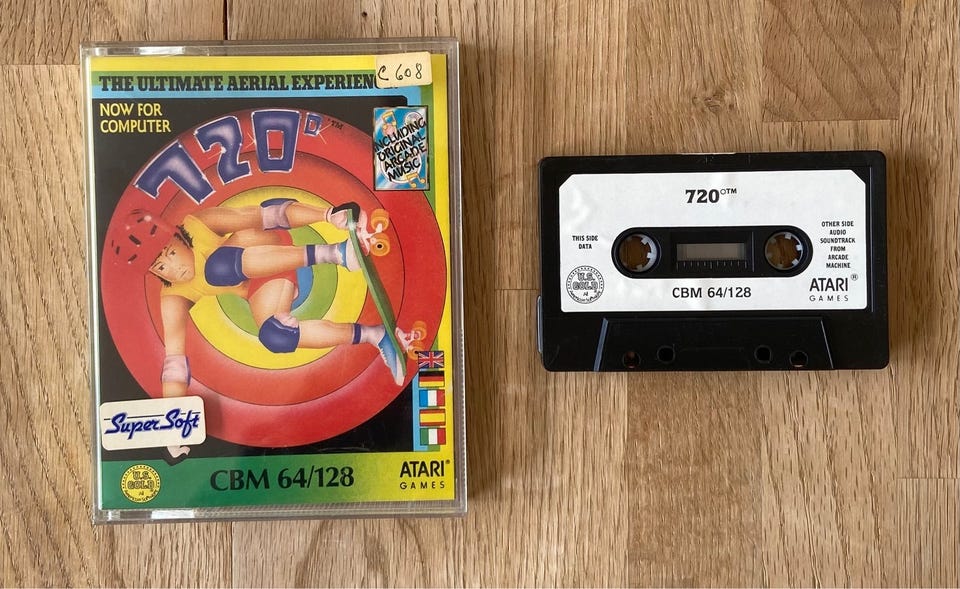 THE ULTIMATE AERIAL EXPERIENC
C 608
NOW FOR
COMPUTER
720°™
INCLUDING
ORIGINAL
ARCADE
MUSIC
Super Soft
U.S.
GOLD
CBM 64/128
ATARI®
GAMES
720°™
THIS SIDE
DATA
OTHER SIDE
AUDIO
SOUNDTRACK
FROM
ARCADE
MACHINE
U.S.
GOLD
CBM 64/128
ATARI®
GAMES